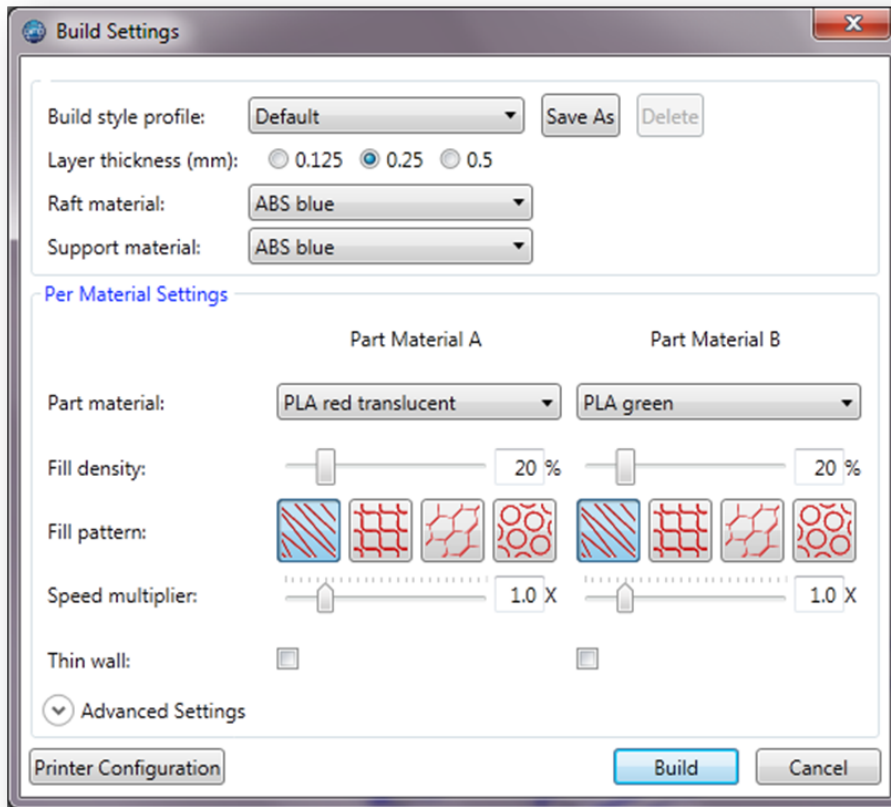 Build Settings
Build style profile: Default Save As Delete
Layer thickness (mm): 0.125 0.25 0.5
Raft material: ABS blue
Support material: ABS blue
Per Material Settings
Part Material A Part Material B
Part material: PLA red translucent PLA green
Fill density: 20 % 20 %
Fill pattern:
Speed multiplier: 1.0 X 1.0 X
Thin wall:
Advanced Settings
Printer Configuration Build Cancel